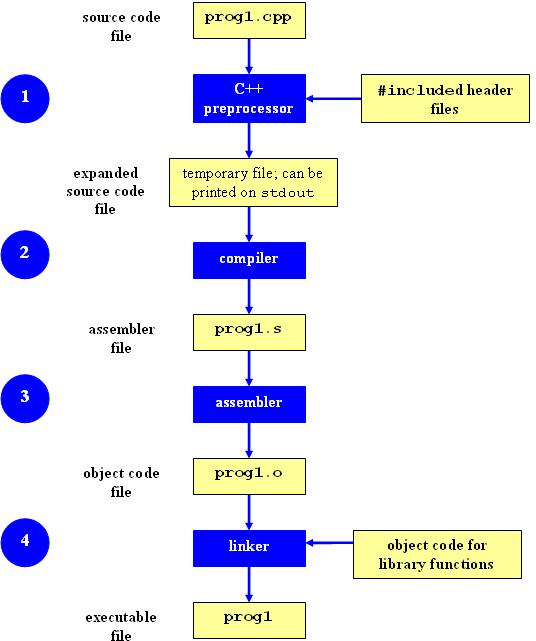 source code
file
prog1.cpp
1
C++
preprocessor
#included header
files
expanded
source code
file
temporary file; can be
printed on stdout
2
compiler
assembler
file
prog1.s
3
assembler
object code
file
prog1.o
4
linker
object code for
library functions
executable
file
prog1